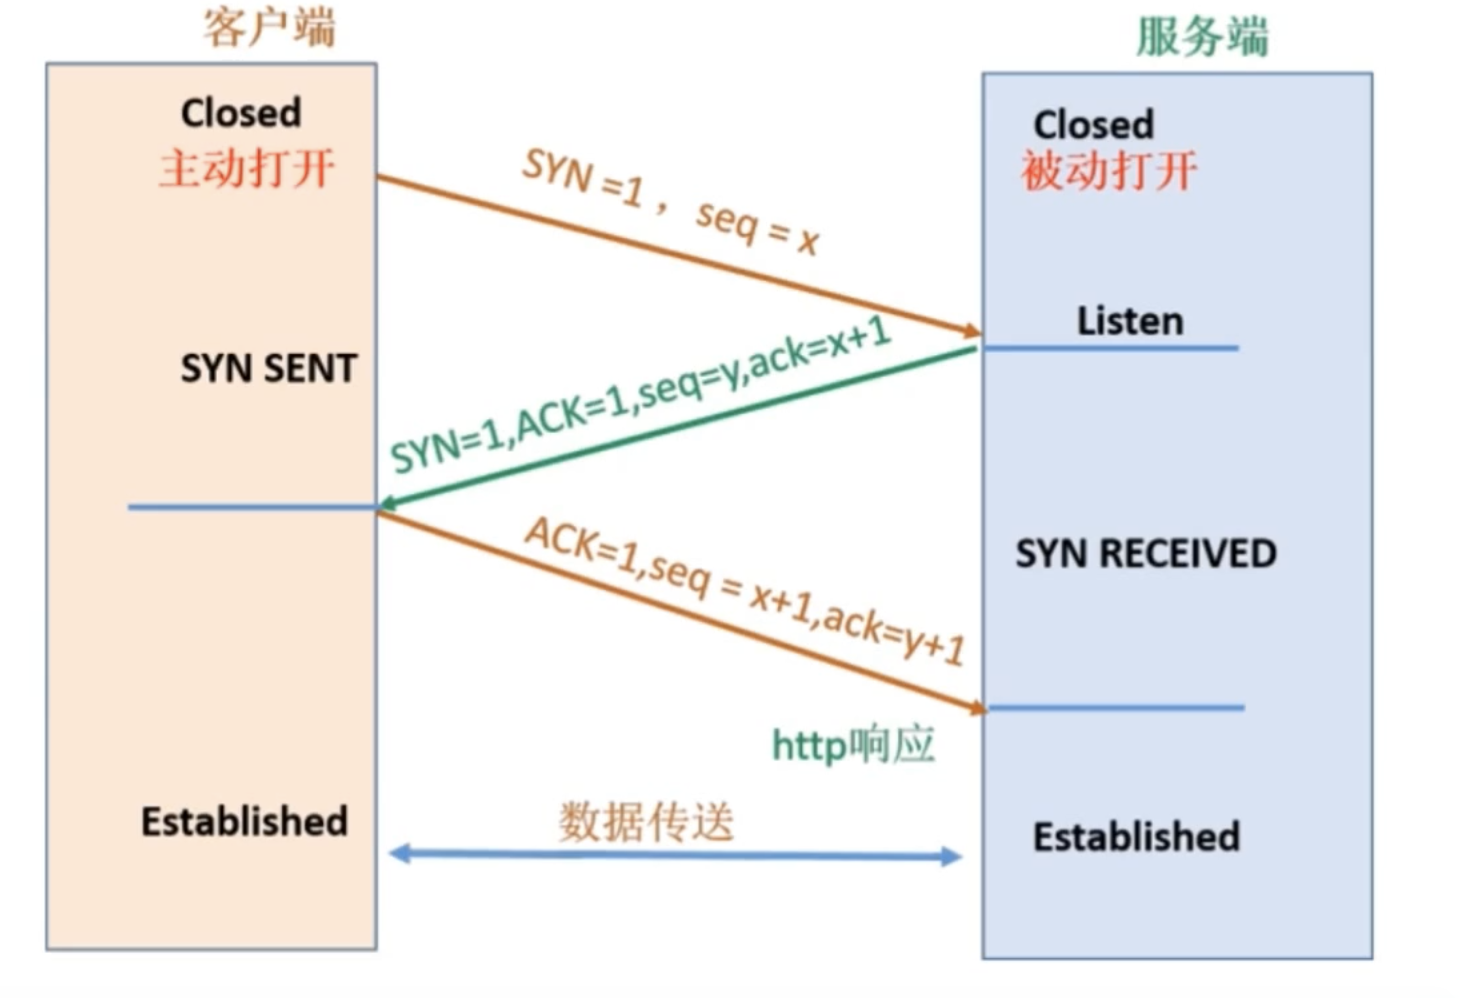 客户端
服务端
Closed
主动打开
Closed
被动打开
SYN =1 ， seq = x
Listen
SYN SENT
SYN=1,ACK=1,seq=y,ack=x+1
ACK=1,seq = x+1,ack=y+1
SYN RECEIVED
http响应
Established
数据传送
Established